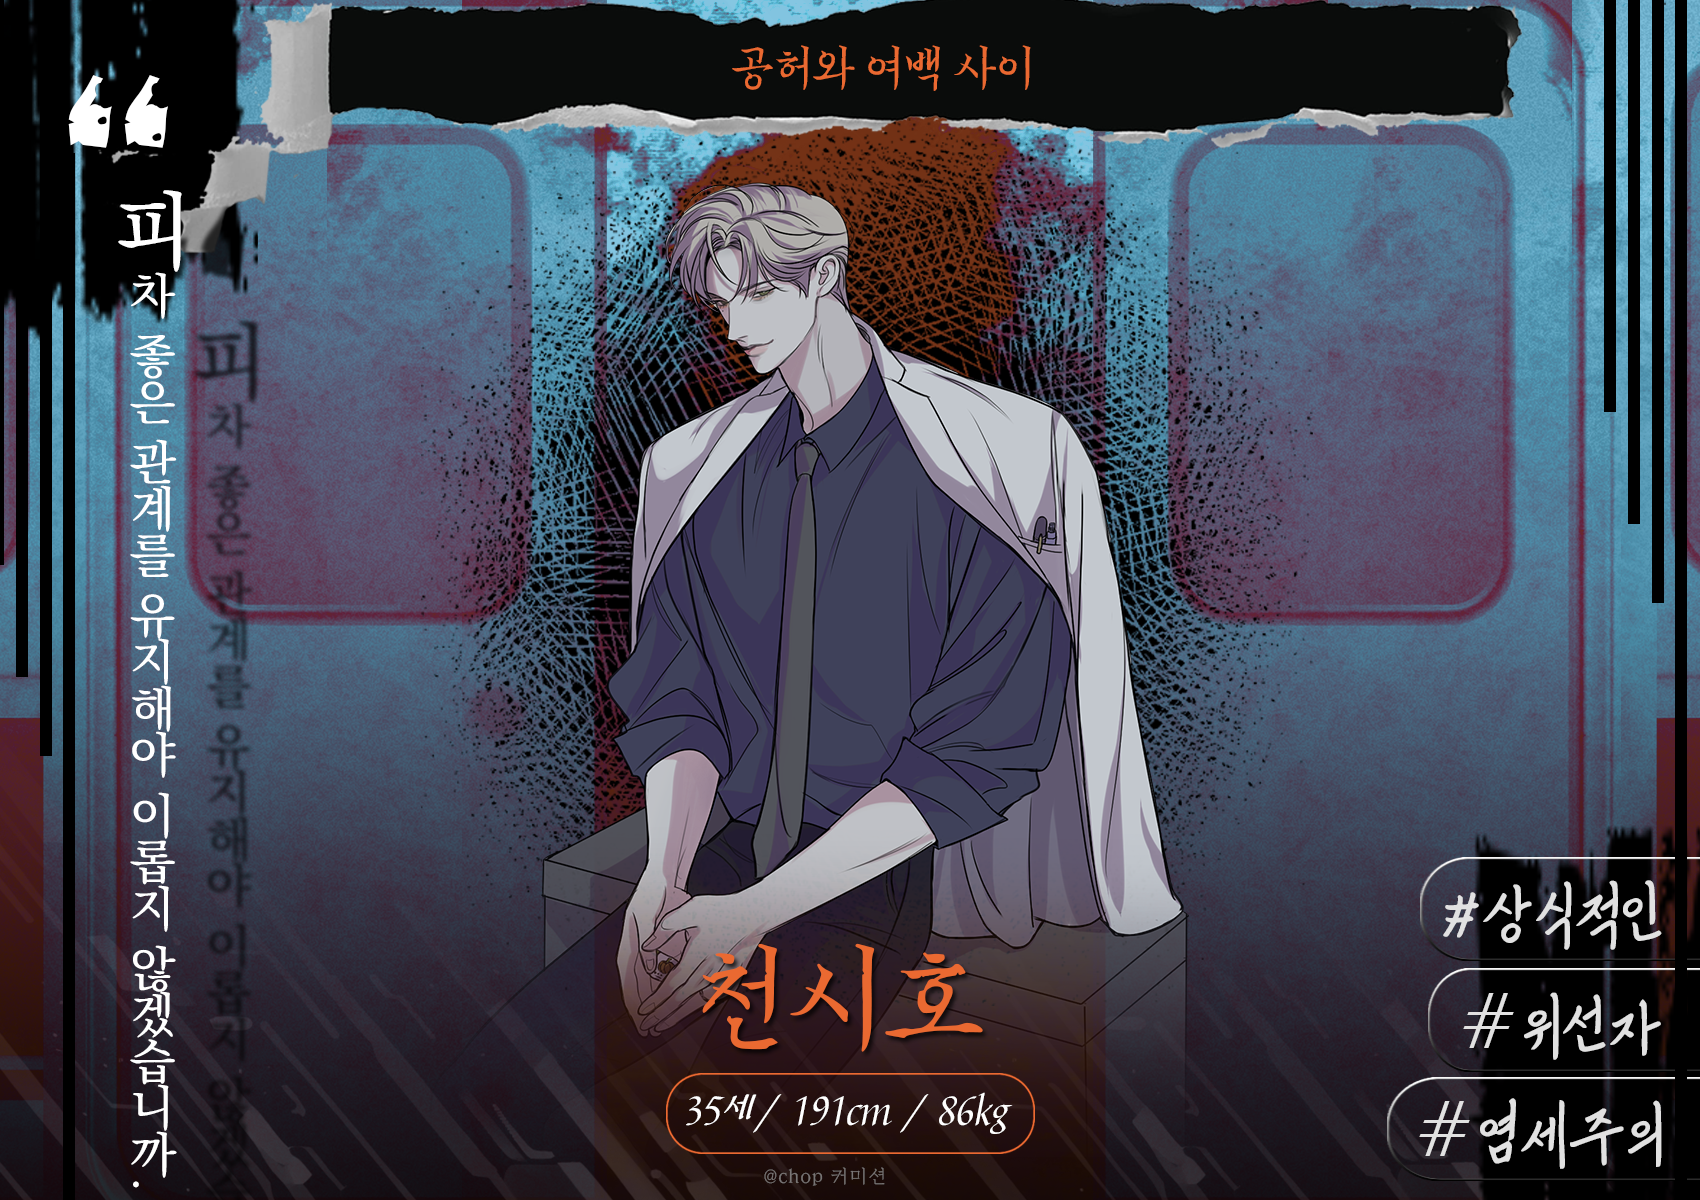 공허와 여백 사이
“
피차 좋은 관계를 유지해야 이롭지 않겠습니까.
피차 좋은 관계를 유지해야 이롭지 않겠
천시호
35세 / 191cm / 86kg
@chop 커미션
#상식적인
# 위선자
#염세주의